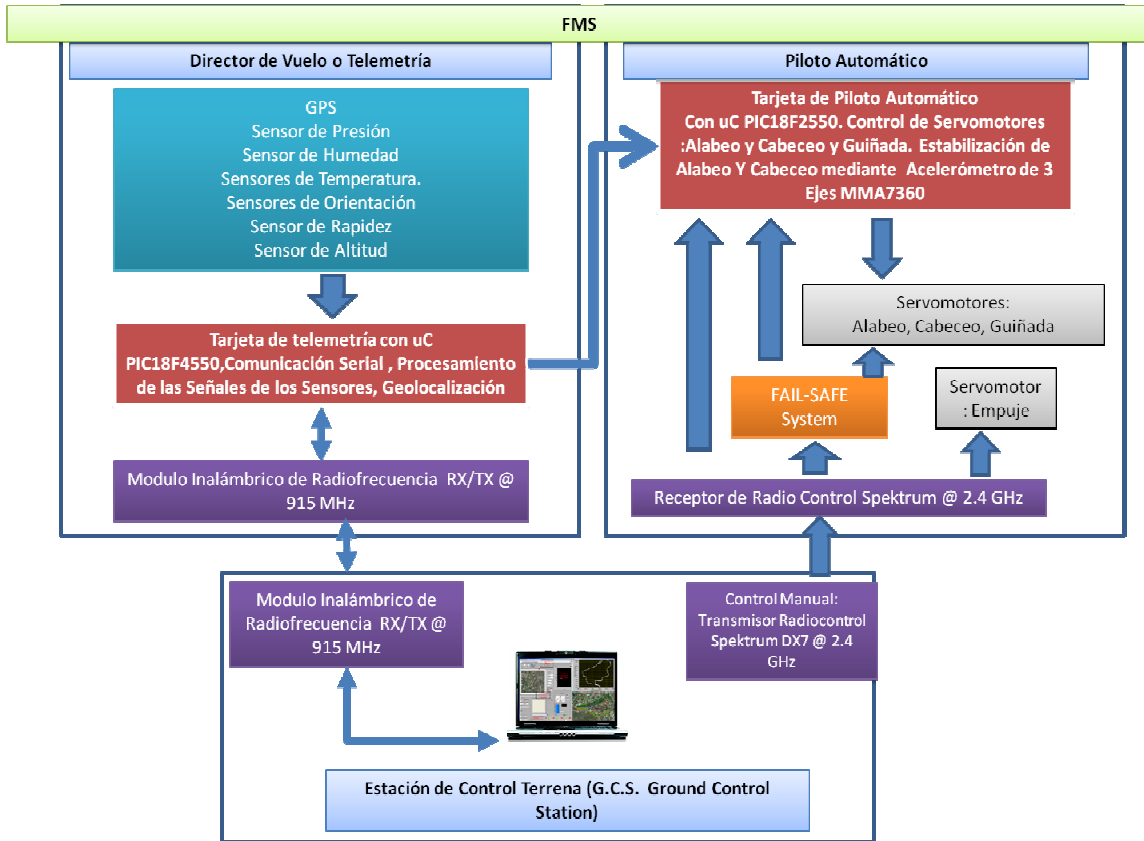 FMS
Director de Vuelo o Telemetría
GPS
Sensor de Presión
Sensor de Humedad
Sensores de Temperatura.
Sensores de Orientación
Sensor de Rapidez
Sensor de Altitud
Tarjeta de telemetría con uC
PIC18F4550,Comunicación Serial , Procesamiento
de las Señales de los Sensores, Geolocalización
Modulo Inalámbrico de Radiofrecuencia RX/TX @
915 MHz
Piloto Automático
Tarjeta de Piloto Automático
Con uC PIC18F2550. Control de Servomotores
:Alabeo y Cabeceo y Guiñada. Estabilización de
Alabeo Y Cabeceo mediante Acelerómetro de 3
Ejes MMA7360
Servomotores:
Alabeo, Cabeceo, Guiñada
FAIL-SAFE
System
Servomotor
: Empuje
Receptor de Radio Control Spektrum @ 2.4 GHz
Modulo Inalámbrico de
Radiofrecuencia RX/TX @
915 MHz
Control Manual:
Transmisor Radiocontrol
Spektrum DX7 @ 2.4
GHz
Estación de Control Terrena (G.C.S. Ground Control
Station)